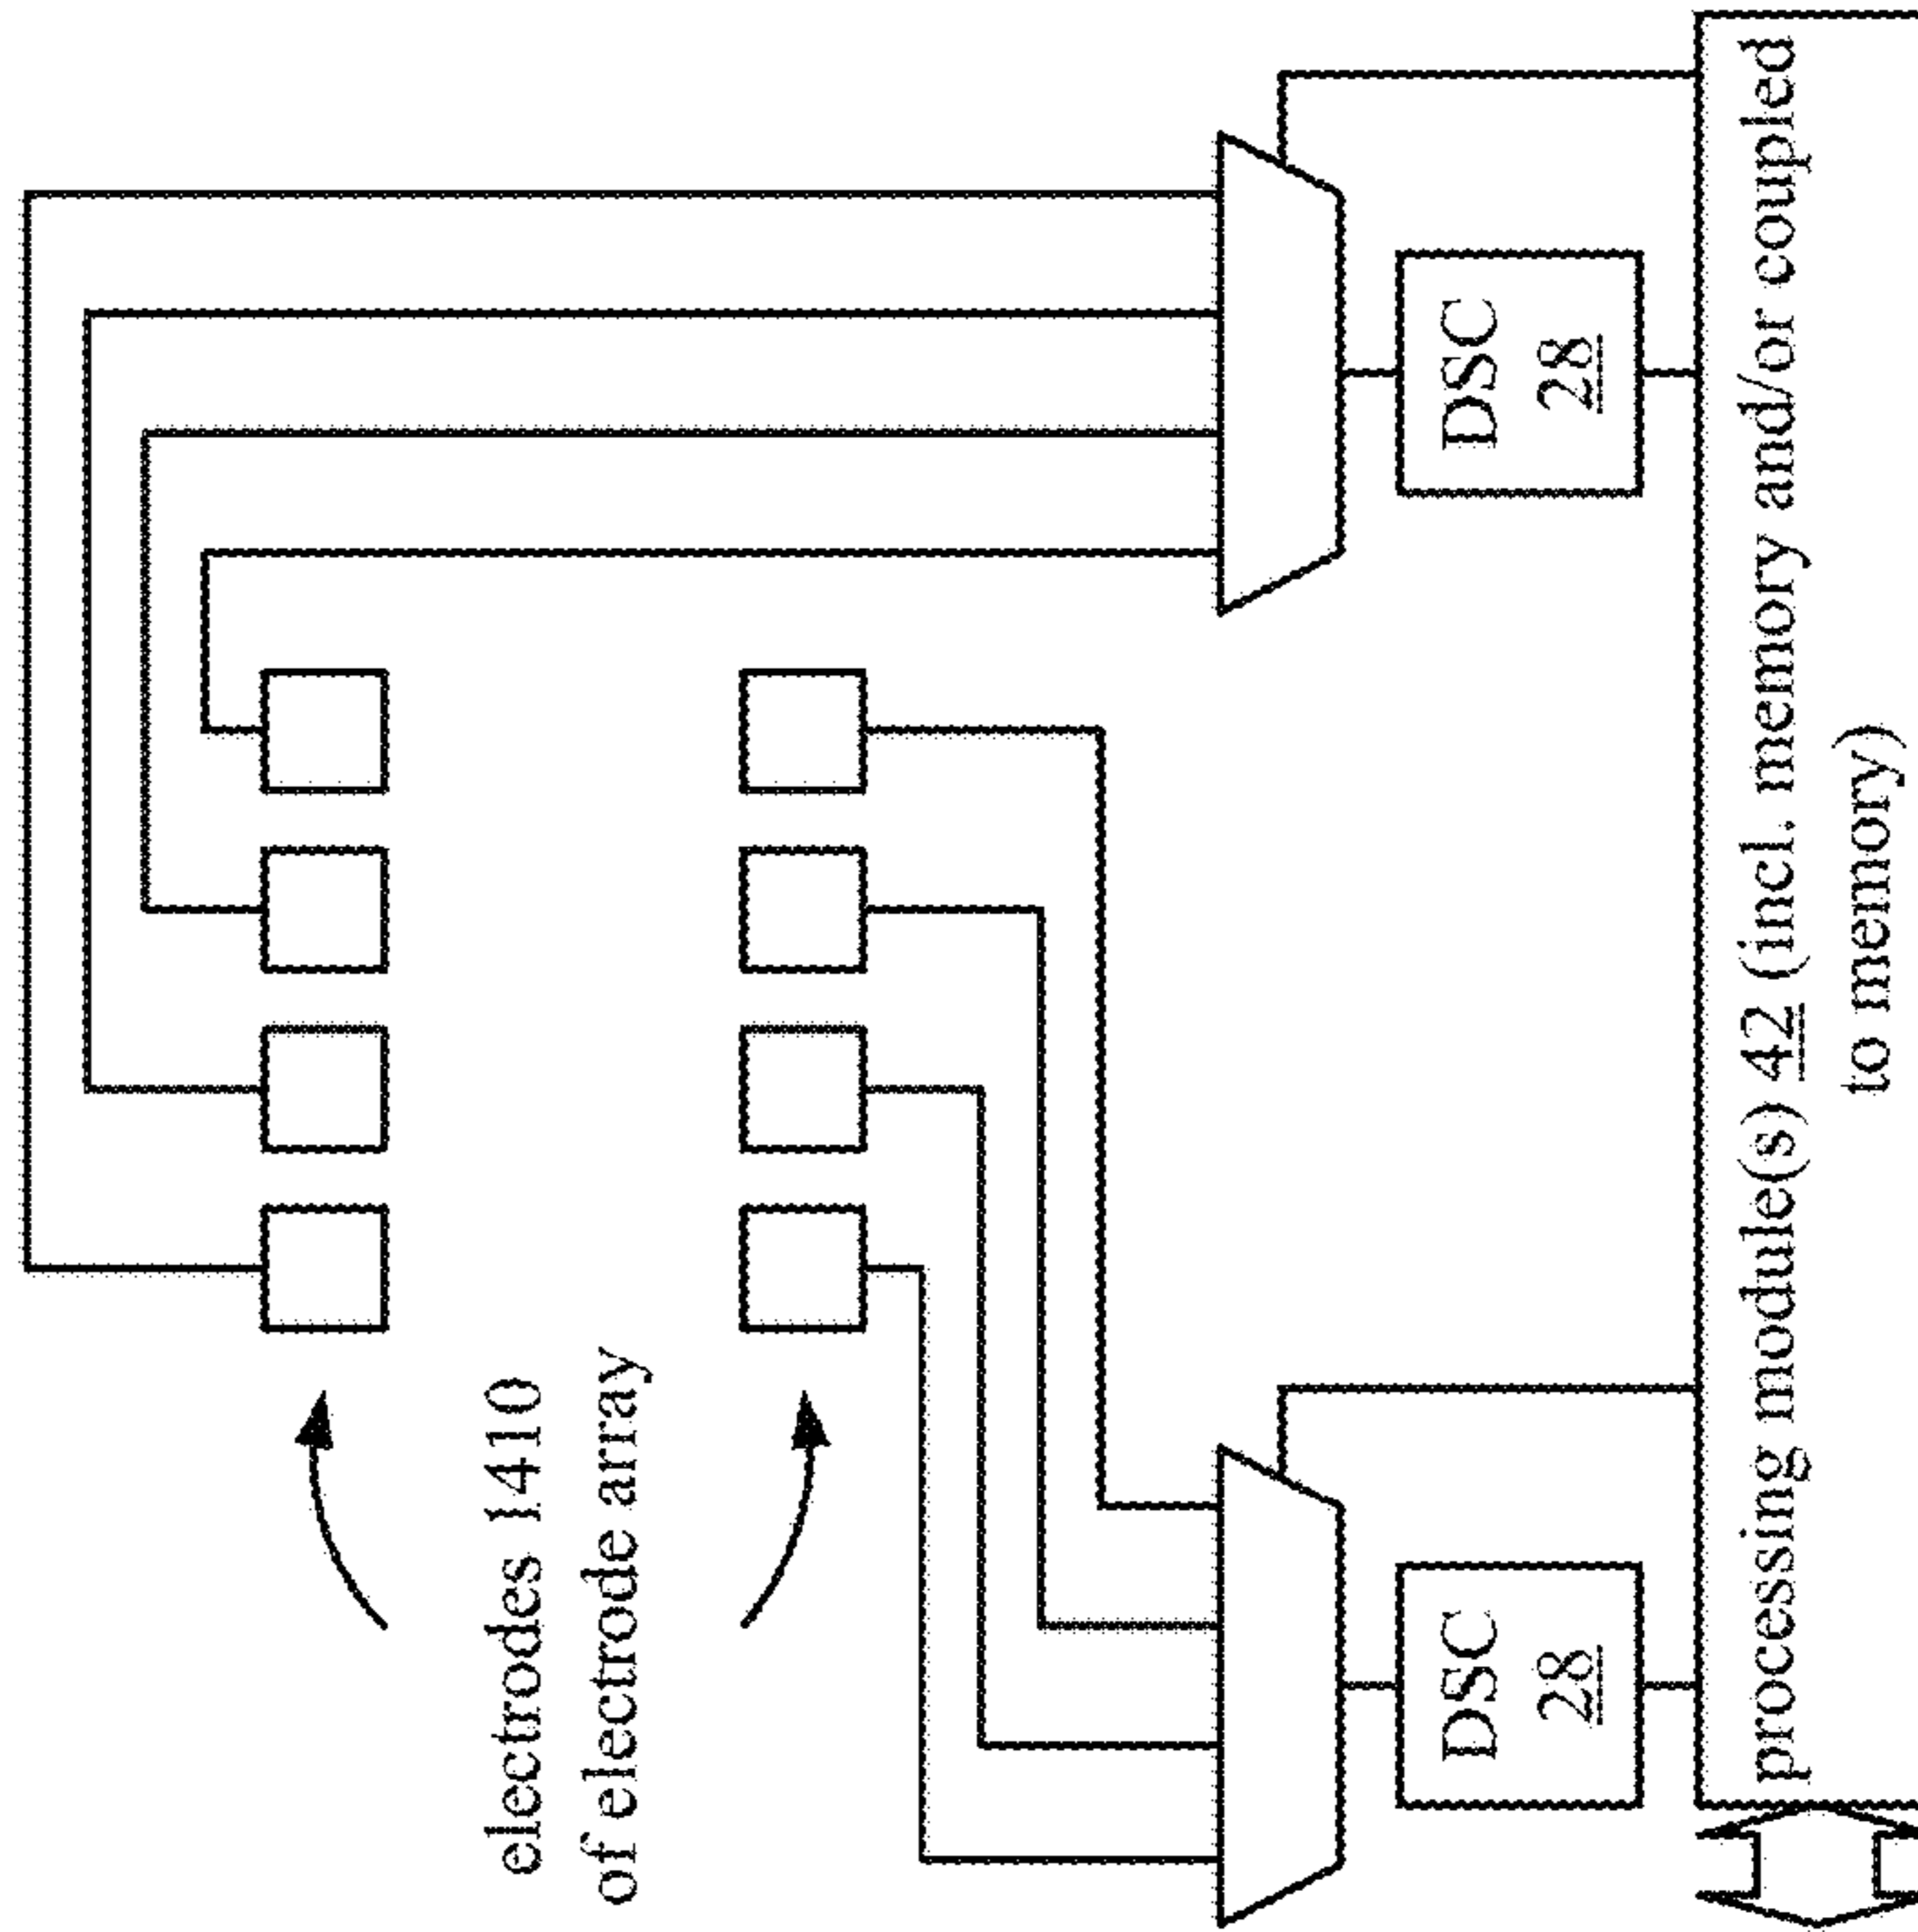 electrodes 1410
of electrode array
DSC
28
DSC
28
processing module(s) 42 (incl. memory and/or coupled
to memory)